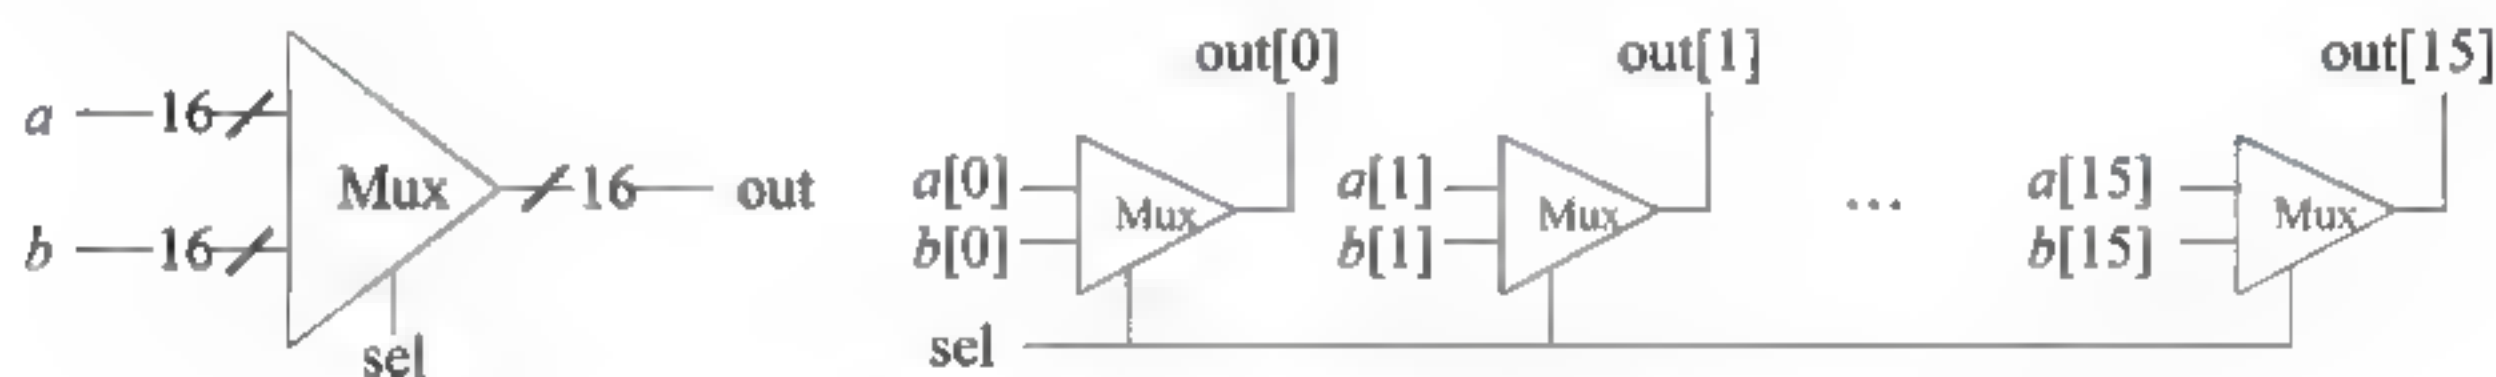 a 16
Mux 16 out
b 16
sel
out[0] out[1] out[15]
a[0] a[1] a[15]
Mux Mux ... Mux
b[0] b[1] b[15]
sel